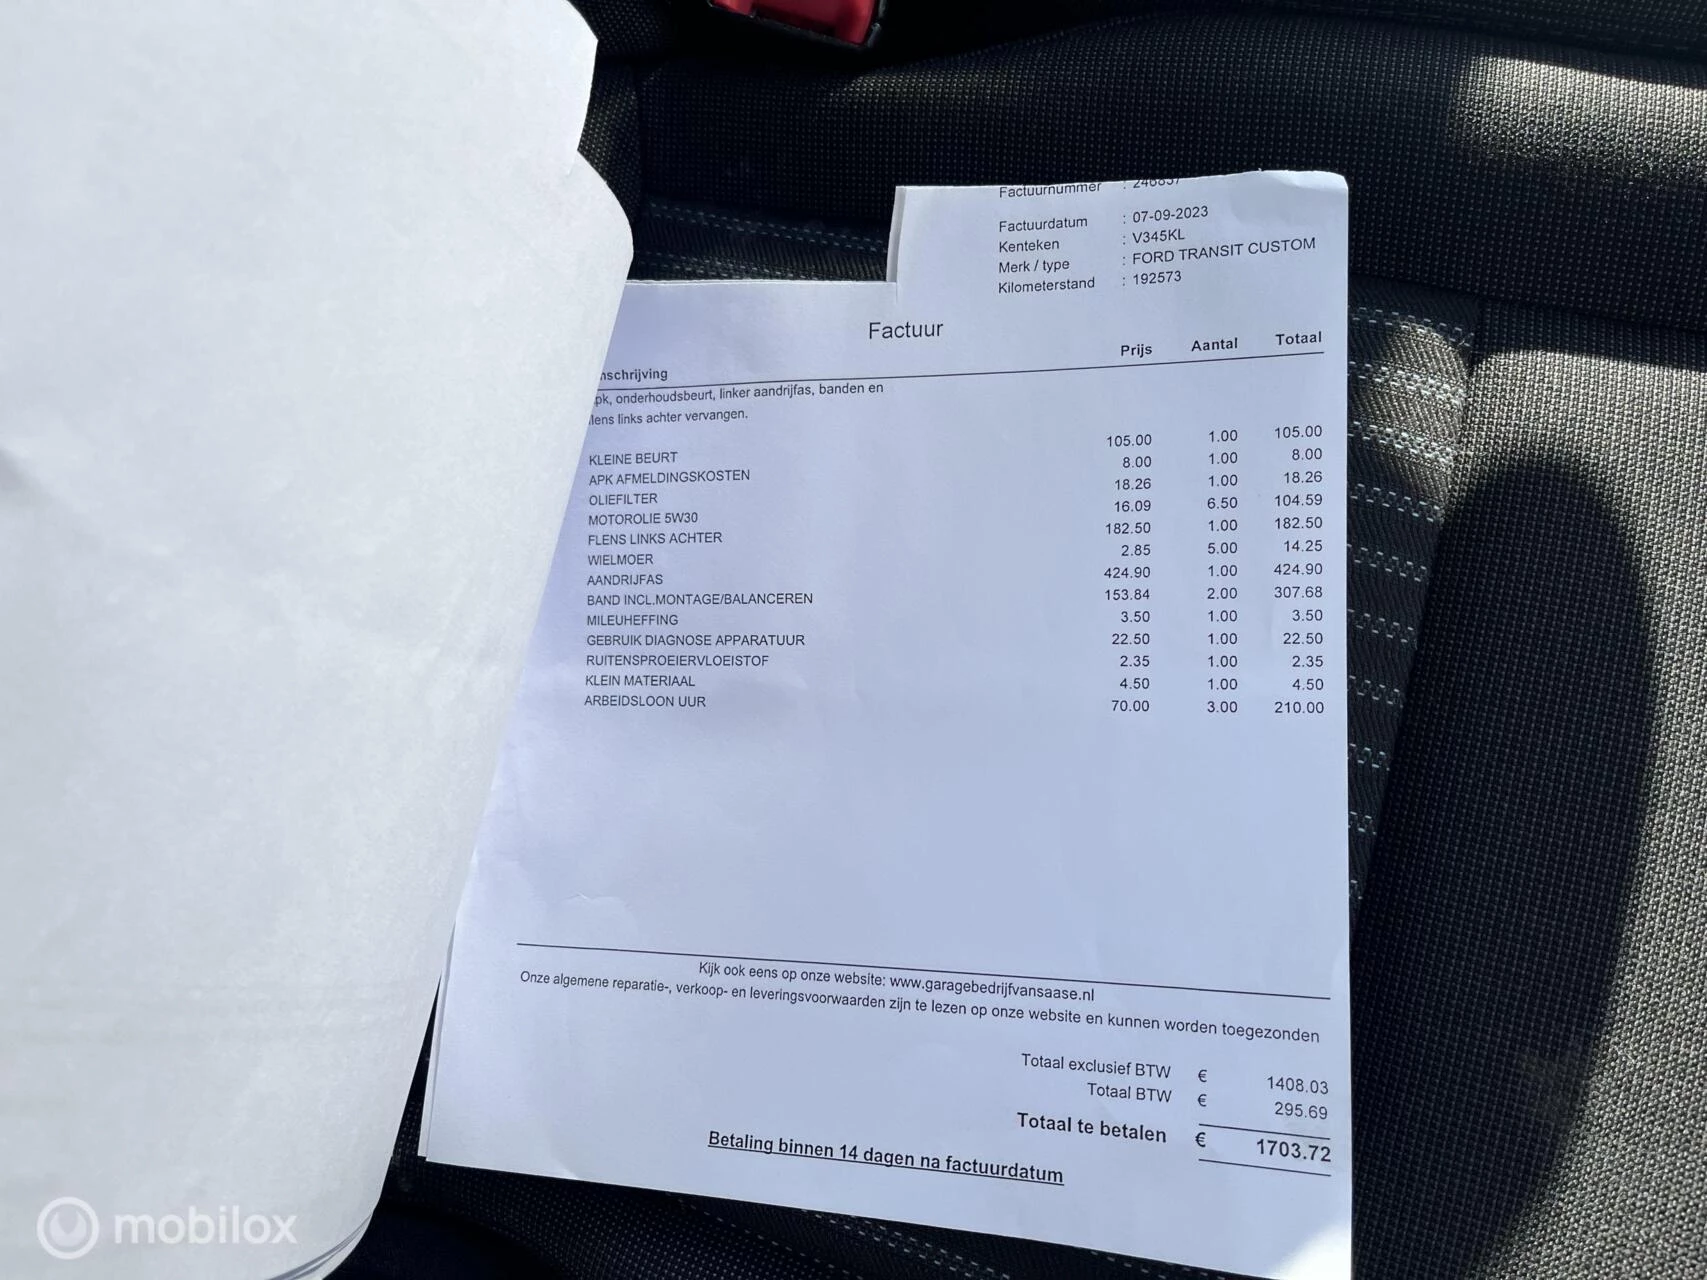 Factuurnummer : 246837
Factuurdatum : 07-09-2023
Kenteken : V345KL
Merk / type : FORD TRANSIT CUSTOM
Kilometerstand : 192573
Factuur
nschrijving Prijs Aantal Totaal
pk, onderhoudsbeurt, linker aandrijfas, banden en
lens links achter vervangen.
KLEINE BEURT 105.00 1.00 105.00
APK AFMELDINGSKOSTEN 8.00 1.00 8.00
OLIEFILTER 18.26 1.00 18.26
MOTOROLIE 5W30 16.09 6.50 104.59
FLENS LINKS ACHTER 182.50 1.00 182.50
WIELMOER 2.85 5.00 14.25
AANDRIJFAS 424.90 1.00 424.90
BAND INCL.MONTAGE/BALANCEREN 153.84 2.00 307.68
MILEUHEFFING 3.50 1.00 3.50
GEBRUIK DIAGNOSE APPARATUUR 22.50 1.00 22.50
RUITENSPROEIERVLOEISTOF 2.35 1.00 2.35
KLEIN MATERIAAL 4.50 1.00 4.50
ARBEIDSLOON UUR 70.00 3.00 210.00
Kijk ook eens op onze website: www.garagebedrijfvansaase.nl
Onze algemene reparatie-, verkoop- en leveringsvoorwaarden zijn te lezen op onze website en kunnen worden toegezonden
Totaal exclusief BTW € 1408.03
Totaal BTW € 295.69
Totaal te betalen € 1703.72
Betaling binnen 14 dagen na factuurdatum
mobilox